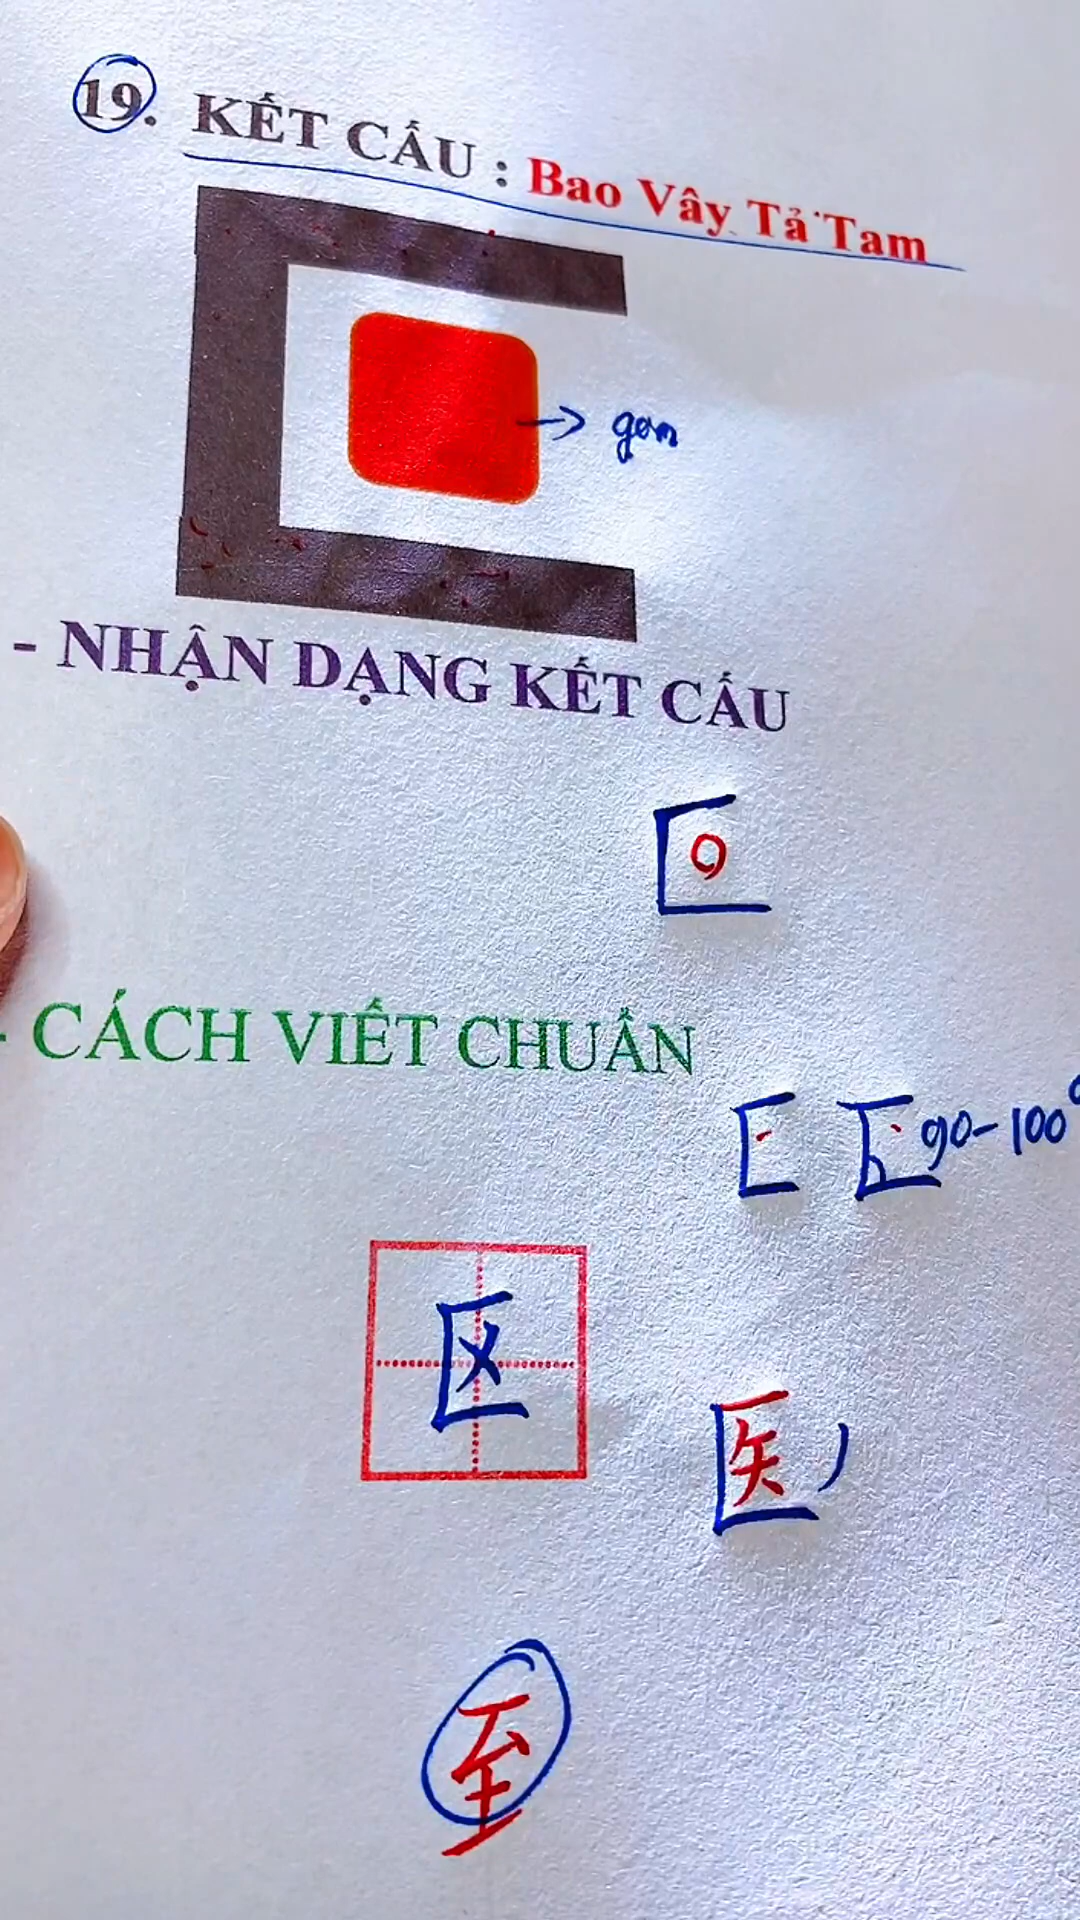 19. KẾT CẤU : Bao Vây Tả Tam
gọn
- NHẬN DẠNG KẾT CẤU
- CÁCH VIẾT CHUẨN
90-100°
区
医
至